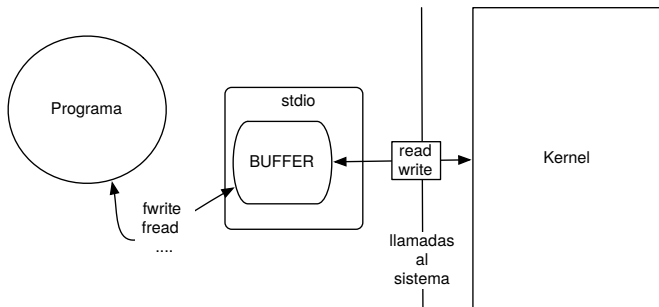 Programa
fwrite
fread
....
stdio
BUFFER
read
write
llamadas
al
sistema
Kernel